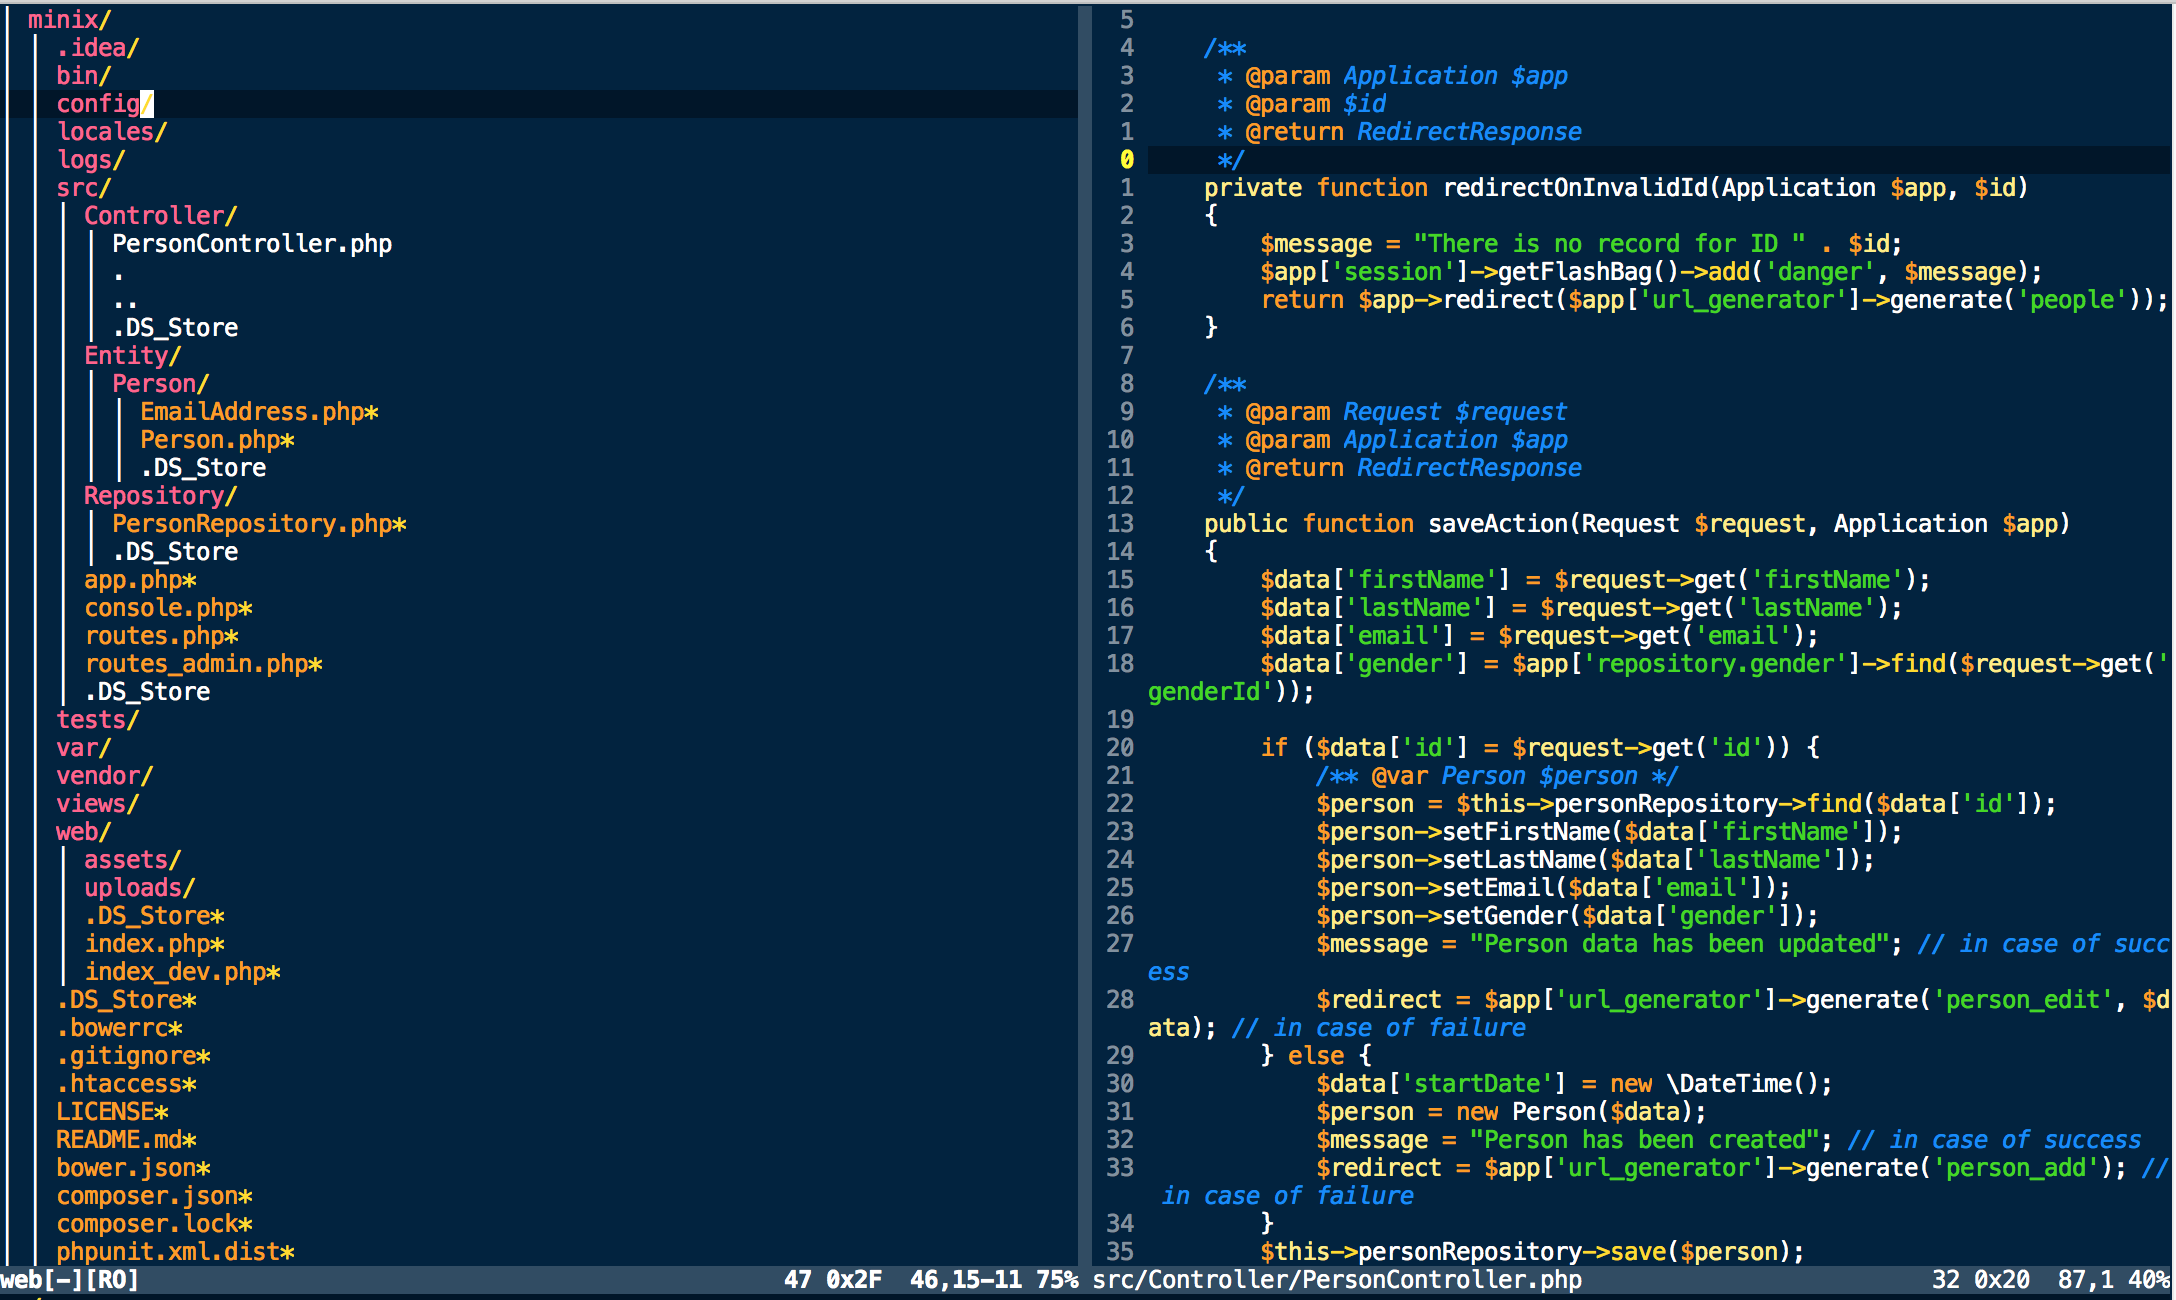 minix/
.idea/
bin/
config/
locales/
logs/
src/
Controller/
PersonController.php
.
..
.DS_Store
Entity/
Person/
EmailAddress.php*
Person.php*
.DS_Store
Repository/
PersonRepository.php*
.DS_Store
app.php*
console.php*
routes.php*
routes_admin.php*
.DS_Store
tests/
var/
vendor/
views/
web/
assets/
uploads/
.DS_Store*
index.php*
index_dev.php*
.DS_Store*
.bowerrc*
.gitignore*
.htaccess*
LICENSE*
README.md*
bower.json*
composer.json*
composer.lock*
phpunit.xml.dist*
web[-][RO] 47 0x2F 46,15-11 75%
5
4 /**
3 * @param Application $app
2 * @param $id
1 * @return RedirectResponse
0 */
1 private function redirectOnInvalidId(Application $app, $id)
2 {
3 $message = "There is no record for ID " . $id;
4 $app['session']->getFlashBag()->add('danger', $message);
5 return $app->redirect($app['url_generator']->generate('people'));
6 }
7
8 /**
9 * @param Request $request
10 * @param Application $app
11 * @return RedirectResponse
12 */
13 public function saveAction(Request $request, Application $app)
14 {
15 $data['firstName'] = $request->get('firstName');
16 $data['lastName'] = $request->get('lastName');
17 $data['email'] = $request->get('email');
18 $data['gender'] = $app['repository.gender']->find($request->get('
genderId'));
19
20 if ($data['id'] = $request->get('id')) {
21 /** @var Person $person */
22 $person = $this->personRepository->find($data['id']);
23 $person->setFirstName($data['firstName']);
24 $person->setLastName($data['lastName']);
25 $person->setEmail($data['email']);
26 $person->setGender($data['gender']);
27 $message = "Person data has been updated"; // in case of succ
ess
28 $redirect = $app['url_generator']->generate('person_edit', $d
ata); // in case of failure
29 } else {
30 $data['startDate'] = new \DateTime();
31 $person = new Person($data);
32 $message = "Person has been created"; // in case of success
33 $redirect = $app['url_generator']->generate('person_add'); //
in case of failure
34 }
35 $this->personRepository->save($person);
src/Controller/PersonController.php 32 0x20 87,1 40%